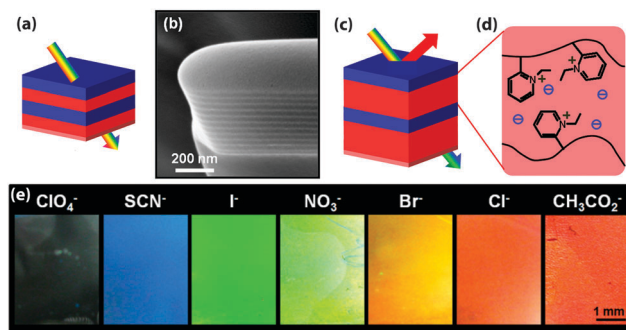 (a)
(b)
(c)
(d)
200 nm
N
+
N
+
N
+
⊖
⊖
⊖
⊖
(e)
ClO₄⁻ SCN⁻ I⁻ NO₃⁻ Br⁻ Cl⁻ CH₃CO₂⁻
1 mm